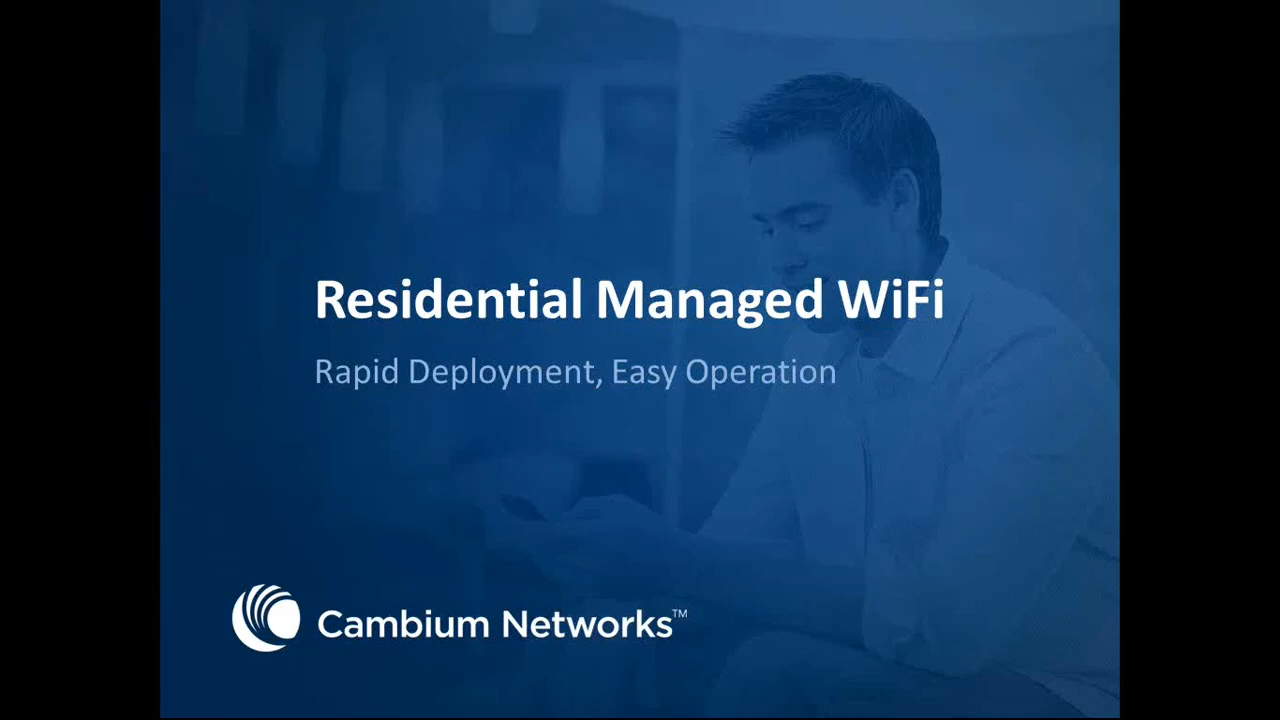 Residential Managed WiFi
Rapid Deployment, Easy Operation
Cambium Networks™